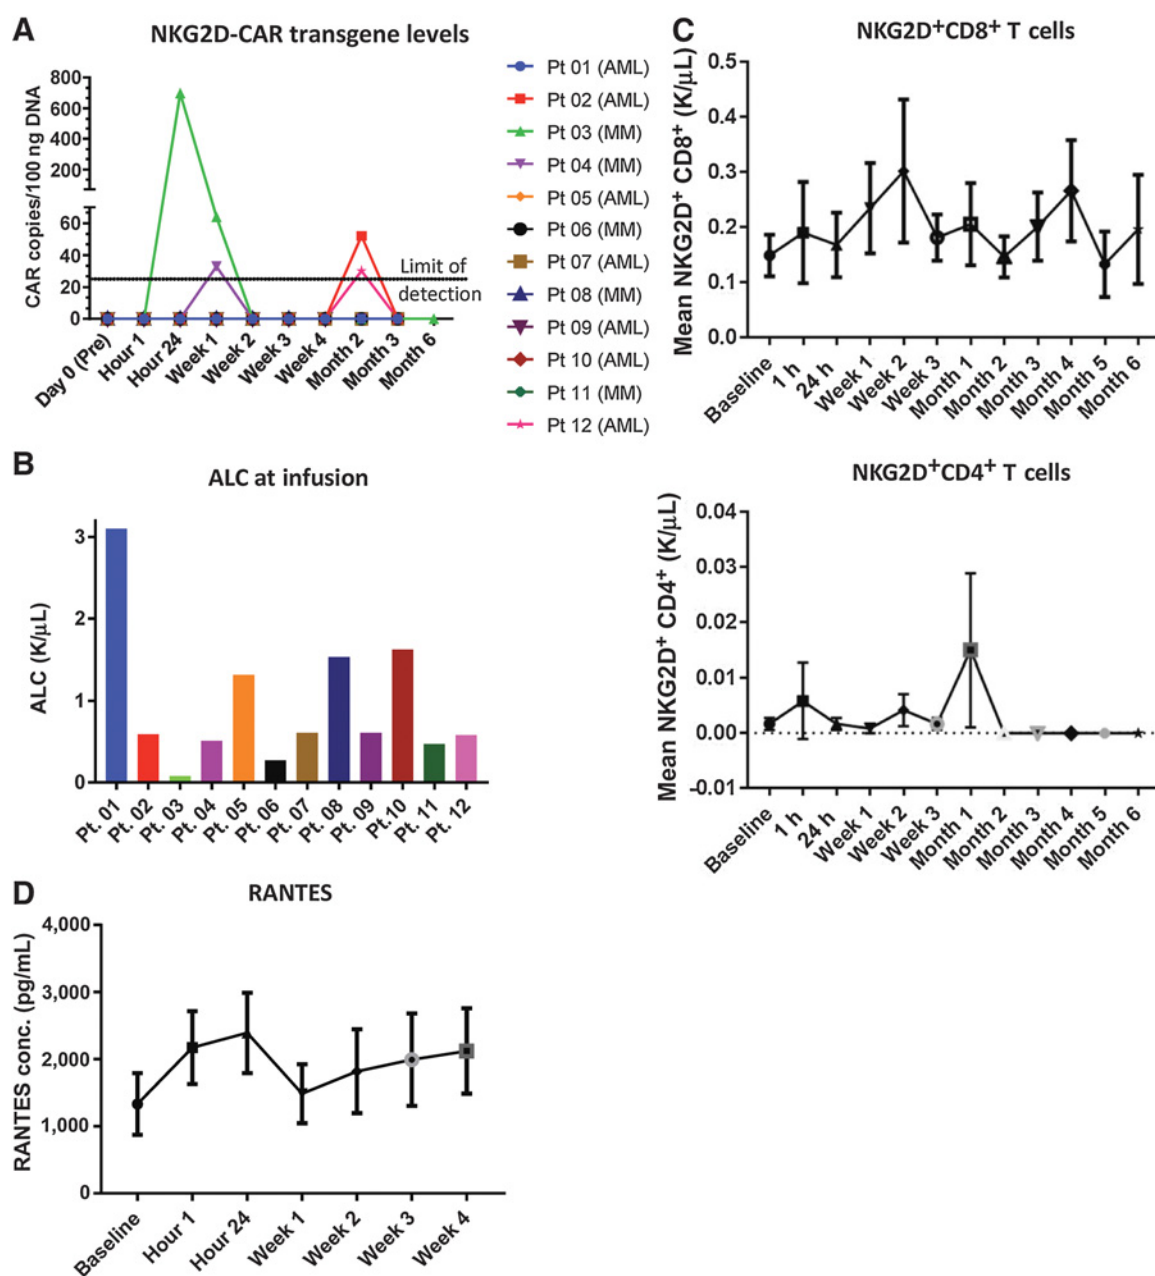 A
NKG2D-CAR transgene levels
CAR copies/100 ng DNA
800
600
400
200
60
40
20
0
Limit of
detection
Day 0 (Pre)
Hour 1
Hour 24
Week 1
Week 2
Week 3
Week 4
Month 2
Month 3
Month 6
Pt 01 (AML)
Pt 02 (AML)
Pt 03 (MM)
Pt 04 (MM)
Pt 05 (AML)
Pt 06 (MM)
Pt 07 (AML)
Pt 08 (MM)
Pt 09 (AML)
Pt 10 (AML)
Pt 11 (MM)
Pt 12 (AML)
B
ALC at infusion
ALC (K/μL)
3
2
1
0
Pt. 01
Pt. 02
Pt. 03
Pt. 04
Pt. 05
Pt. 06
Pt. 07
Pt. 08
Pt. 09
Pt. 10
Pt. 11
Pt. 12
C
NKG2D⁺CD8⁺ T cells
Mean NKG2D⁺ CD8⁺ (K/μL)
0.5
0.4
0.3
0.2
0.1
0.0
Baseline
1 h
24 h
Week 1
Week 2
Week 3
Month 1
Month 2
Month 3
Month 4
Month 5
Month 6
NKG2D⁺CD4⁺ T cells
Mean NKG2D⁺ CD4⁺ (K/μL)
0.04
0.03
0.02
0.01
0.00
-0.01
Baseline
1 h
24 h
Week 1
Week 2
Week 3
Month 1
Month 2
Month 3
Month 4
Month 5
Month 6
D
RANTES
RANTES conc. (pg/mL)
4,000
3,000
2,000
1,000
0
Baseline
Hour 1
Hour 24
Week 1
Week 2
Week 3
Week 4